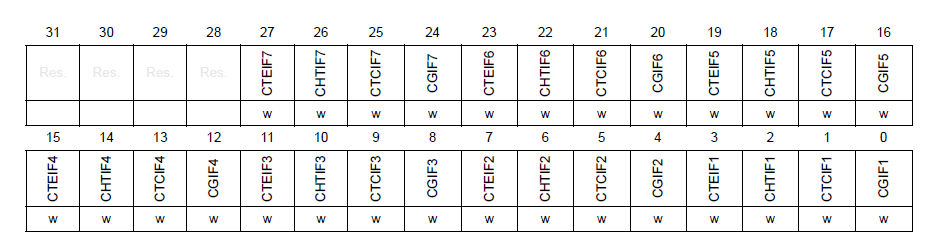 31 30 29 28 27 26 25 24 23 22 21 20 19 18 17 16
Res. Res. Res. Res. CTEIF7 CHTIF7 CTCIF7 CGIF7 CTEIF6 CHTIF6 CTCIF6 CGIF6 CTEIF5 CHTIF5 CTCIF5 CGIF5
w w w w w w w w w w w w
15 14 13 12 11 10 9 8 7 6 5 4 3 2 1 0
CTEIF4 CHTIF4 CTCIF4 CGIF4 CTEIF3 CHTIF3 CTCIF3 CGIF3 CTEIF2 CHTIF2 CTCIF2 CGIF2 CTEIF1 CHTIF1 CTCIF1 CGIF1
w w w w w w w w w w w w w w w w